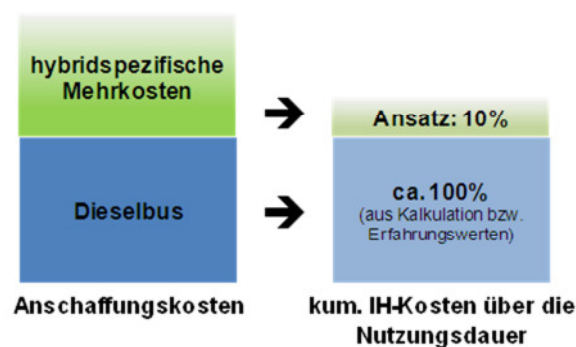 hybridspezifische
Mehrkosten
Dieselbus
Anschaffungskosten
Ansatz: 10%
ca. 100%
(aus Kalkulation bzw.
Erfahrungswerten)
kum. IH-Kosten über die
Nutzungsdauer